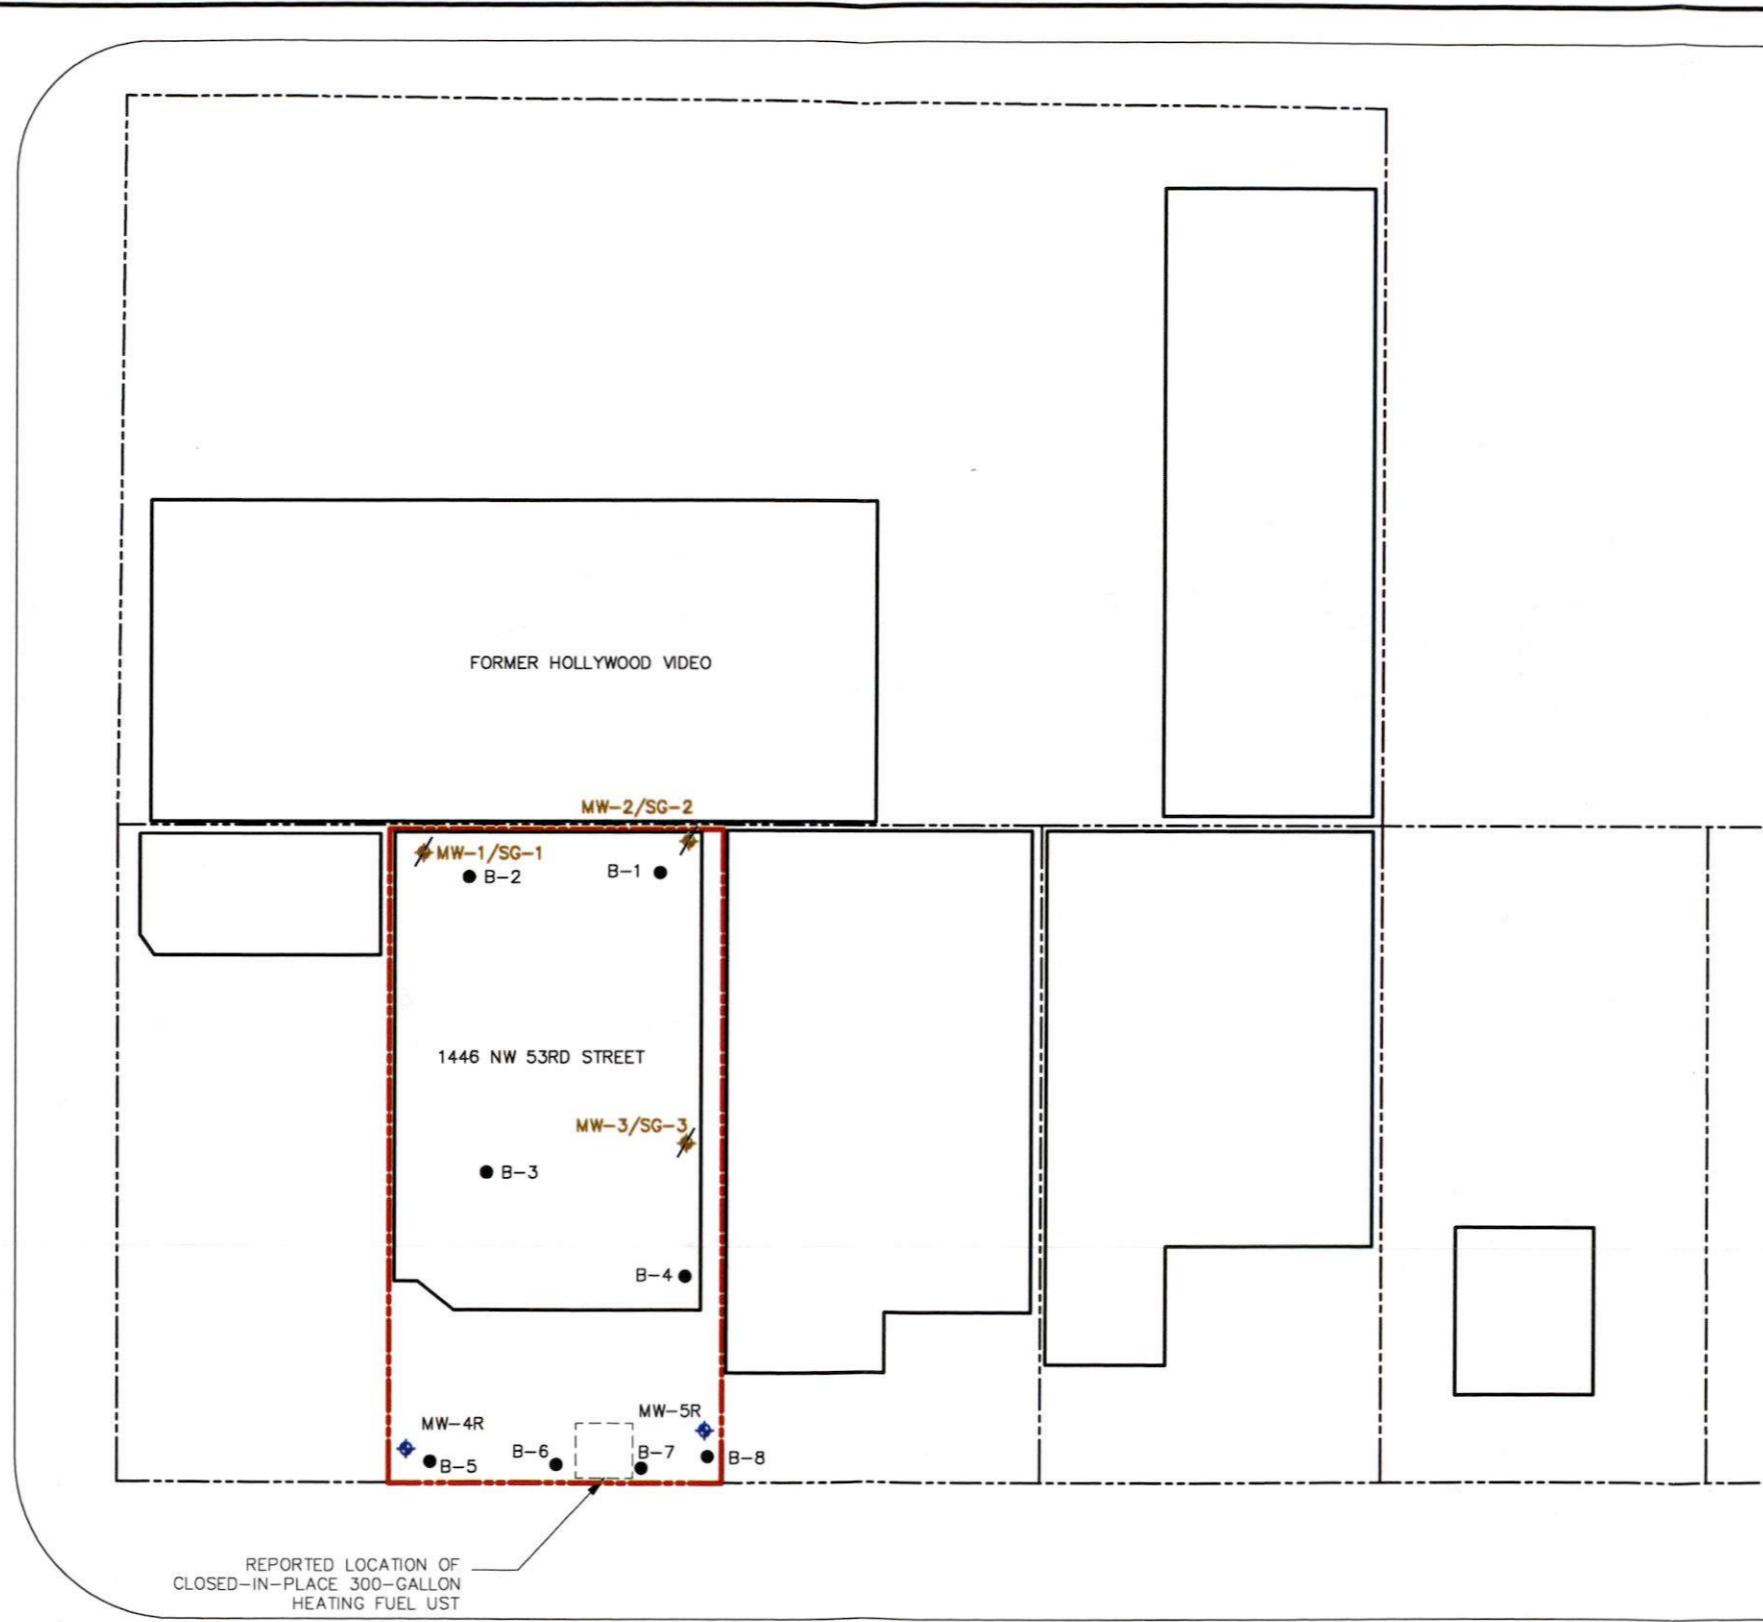 FORMER HOLLYWOOD VIDEO
MW-2/SG-2
MW-1/SG-1
B-2
B-1
1446 NW 53RD STREET
MW-3/SG-3
B-3
B-4
MW-4R
MW-5R
B-5
B-6
B-7
B-8
REPORTED LOCATION OF
CLOSED-IN-PLACE 300-GALLON
HEATING FUEL UST